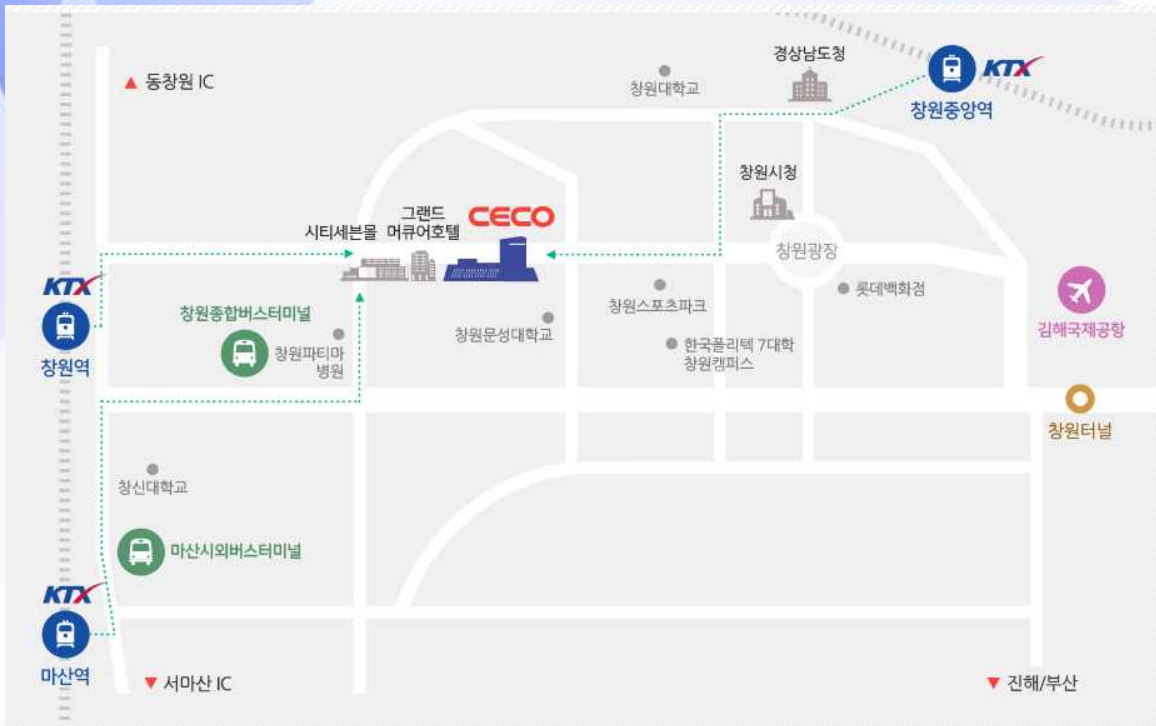 동창원 IC
창원대학교
경상남도청
KTX
창원중앙역
창원시청
그랜드
머큐어호텔
CECO
시티세븐몰
창원광장
KTX
창원역
창원종합버스터미널
창원파티마
병원
창원문성대학교
창원스포츠파크
롯데백화점
한국폴리텍 7대학
창원캠퍼스
김해국제공항
창원터널
창신대학교
마산시외버스터미널
KTX
마산역
서마산 IC
진해/부산